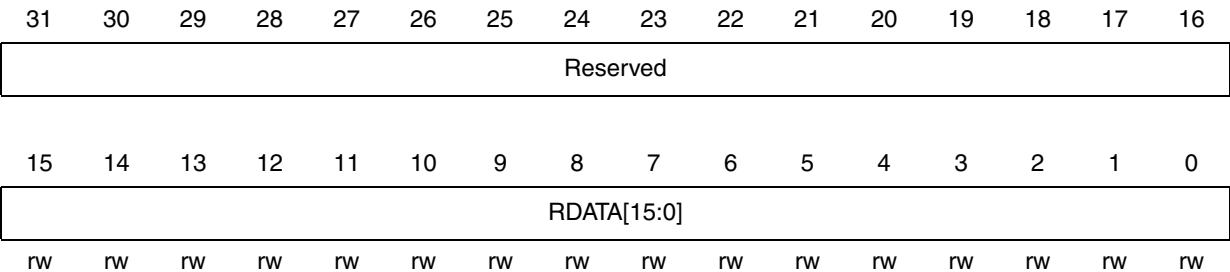 31 30 29 28 27 26 25 24 23 22 21 20 19 18 17 16
Reserved
15 14 13 12 11 10 9 8 7 6 5 4 3 2 1 0
RDATA[15:0]
rw rw rw rw rw rw rw rw rw rw rw rw rw rw rw rw